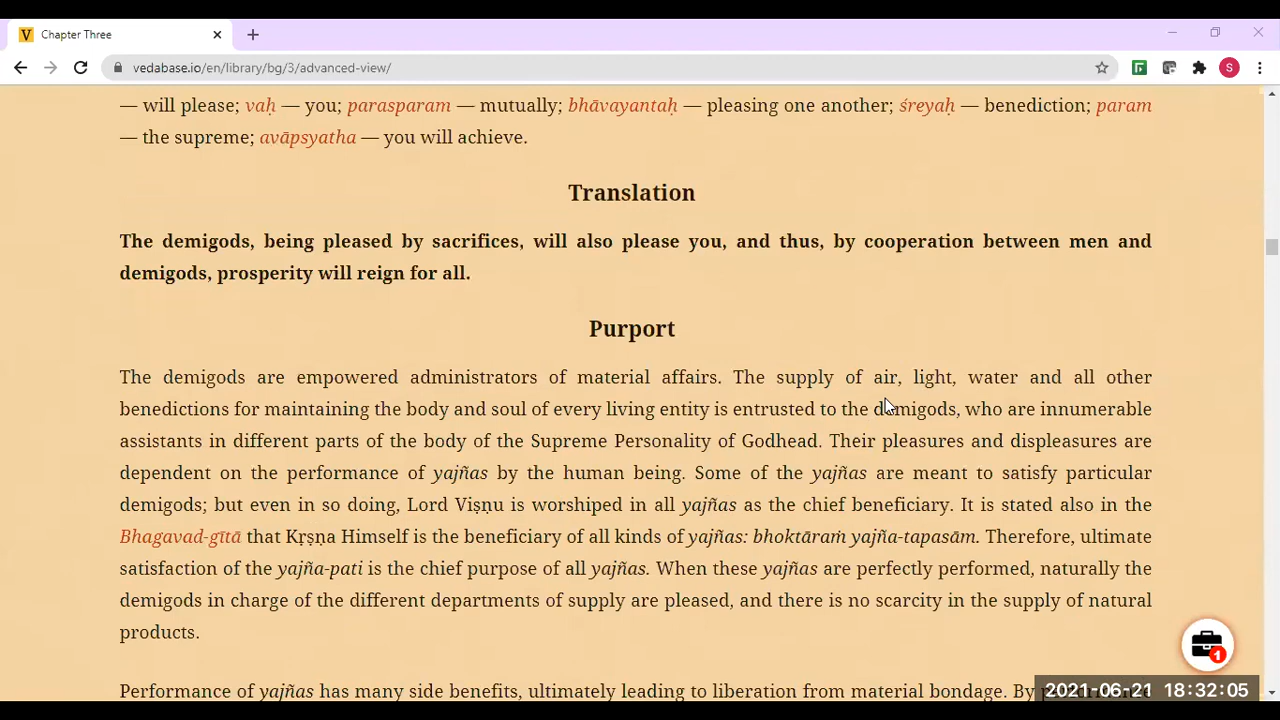 Chapter Three
vedabase.io/en/library/bg/3/advanced-view/
S
— will please; vaḥ — you; parasparam — mutually; bhāvayantaḥ — pleasing one another; śreyaḥ — benediction; param
— the supreme; avāpsyatha — you will achieve.
Translation
The demigods, being pleased by sacrifices, will also please you, and thus, by cooperation between men and
demigods, prosperity will reign for all.
Purport
The demigods are empowered administrators of material affairs. The supply of air, light, water and all other
benedictions for maintaining the body and soul of every living entity is entrusted to the demigods, who are innumerable
assistants in different parts of the body of the Supreme Personality of Godhead. Their pleasures and displeasures are
dependent on the performance of yajñas by the human being. Some of the yajñas are meant to satisfy particular
demigods; but even in so doing, Lord Viṣṇu is worshiped in all yajñas as the chief beneficiary. It is stated also in the
Bhagavad-gītā that Kṛṣṇa Himself is the beneficiary of all kinds of yajñas: bhoktāraṁ yajña-tapasām. Therefore, ultimate
satisfaction of the yajña-pati is the chief purpose of all yajñas. When these yajñas are perfectly performed, naturally the
demigods in charge of the different departments of supply are pleased, and there is no scarcity in the supply of natural
products.
1
Performance of yajñas has many side benefits, ultimately leading to liberation from material bondage. By
2021-06-21 18:32:05